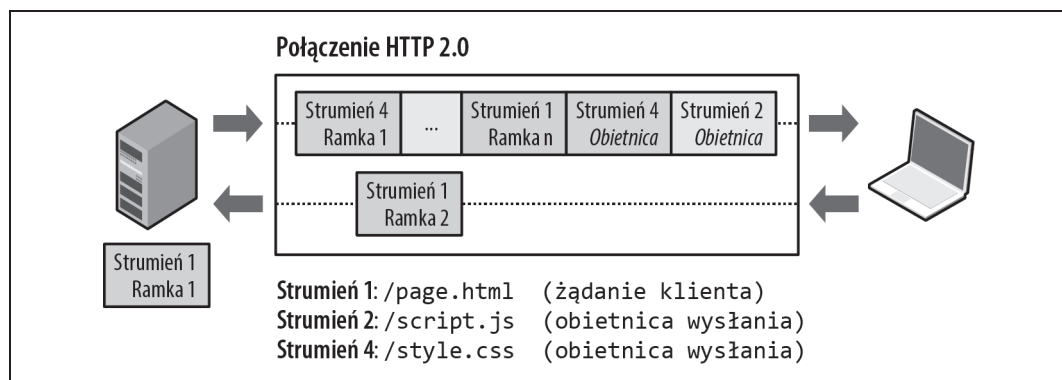 Połączenie HTTP 2.0
Strumień 4
Ramka 1
...
Strumień 1
Ramka n
Strumień 4
Obietnica
Strumień 2
Obietnica
Strumień 1
Ramka 2
Strumień 1
Ramka 1
Strumień 1: /page.html (żądanie klienta)
Strumień 2: /script.js (obietnica wysłania)
Strumień 4: /style.css (obietnica wysłania)